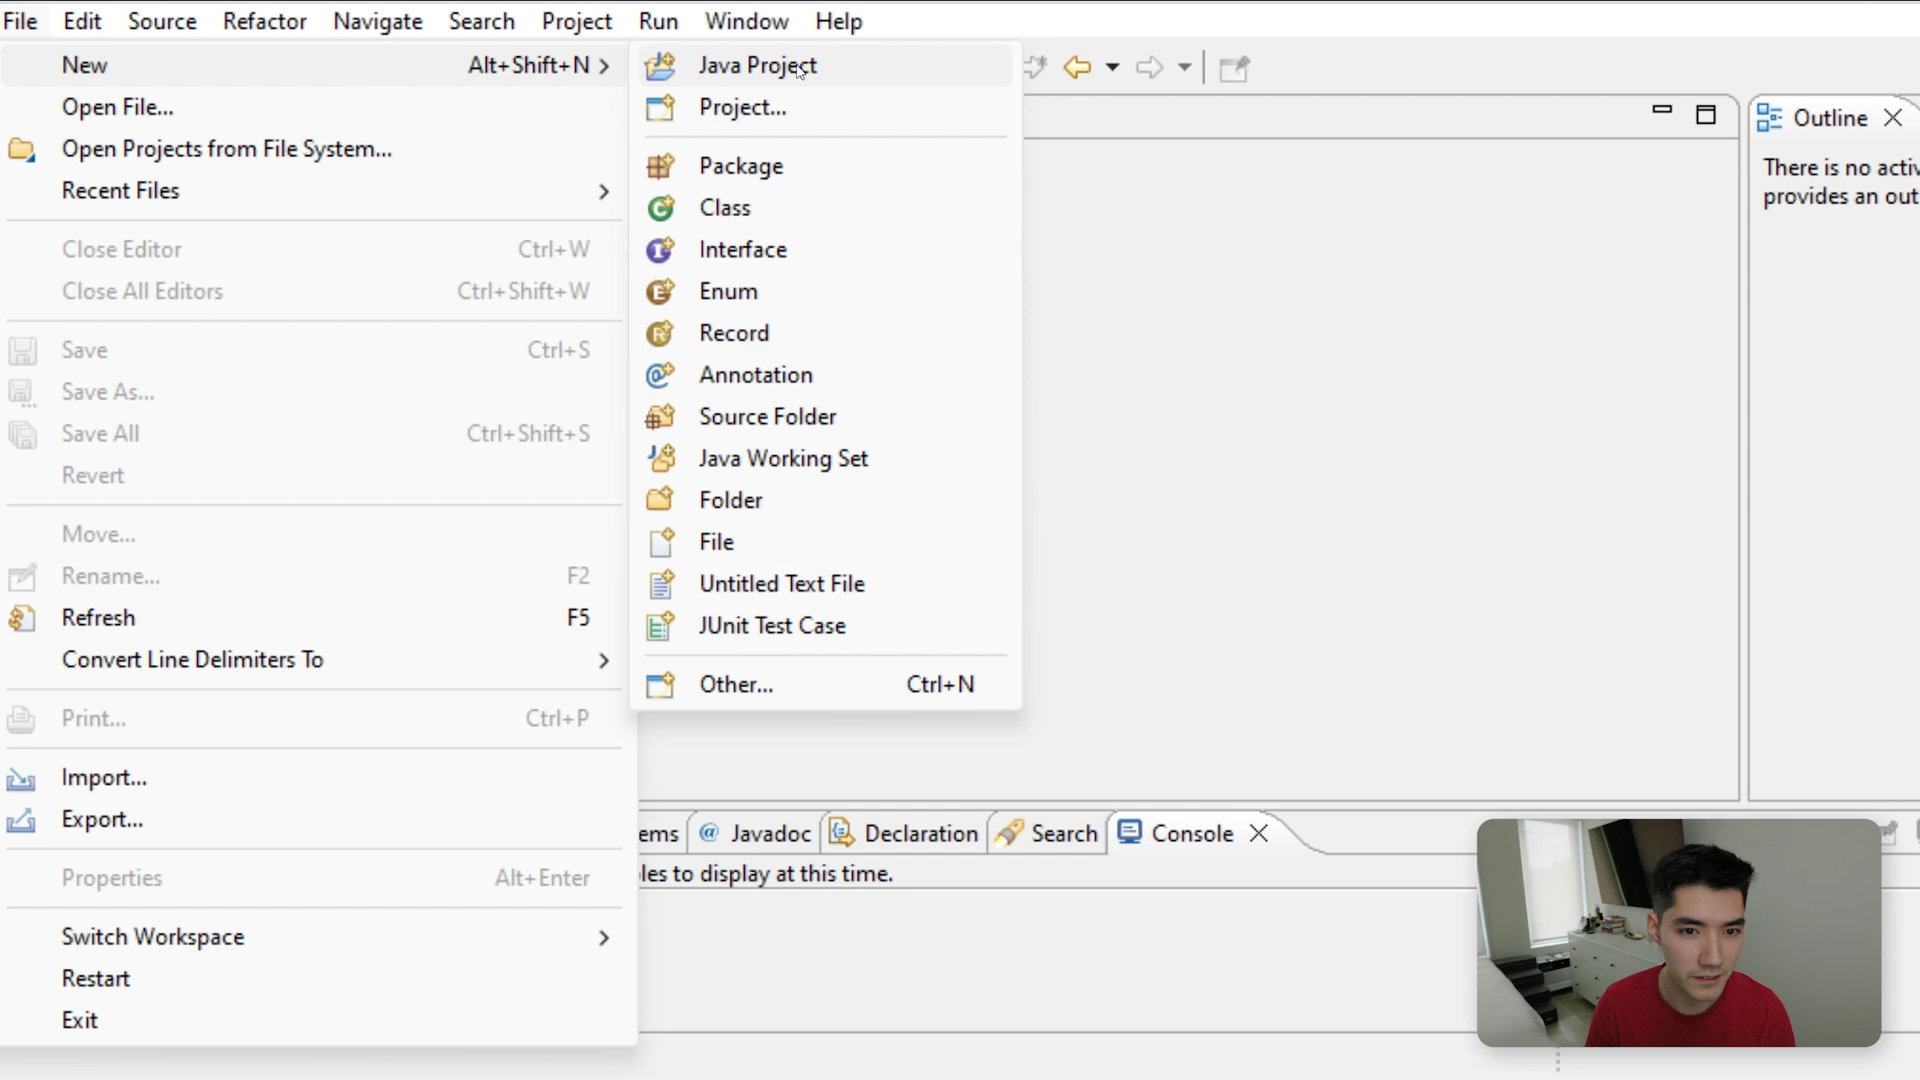 File Edit Source Refactor Navigate Search Project Run Window Help
New Alt+Shift+N
Open File...
Open Projects from File System...
Recent Files
Close Editor Ctrl+W
Close All Editors Ctrl+Shift+W
Save Ctrl+S
Save As...
Save All Ctrl+Shift+S
Revert
Move...
Rename... F2
Refresh F5
Convert Line Delimiters To
Print... Ctrl+P
Import...
Export...
Properties Alt+Enter
Switch Workspace
Restart
Exit
Java Project
Project...
Package
Class
Interface
Enum
Record
Annotation
Source Folder
Java Working Set
Folder
File
Untitled Text File
JUnit Test Case
Other... Ctrl+N
Outline
There is no activ
provides an out
ems @ Javadoc Declaration Search Console
les to display at this time.